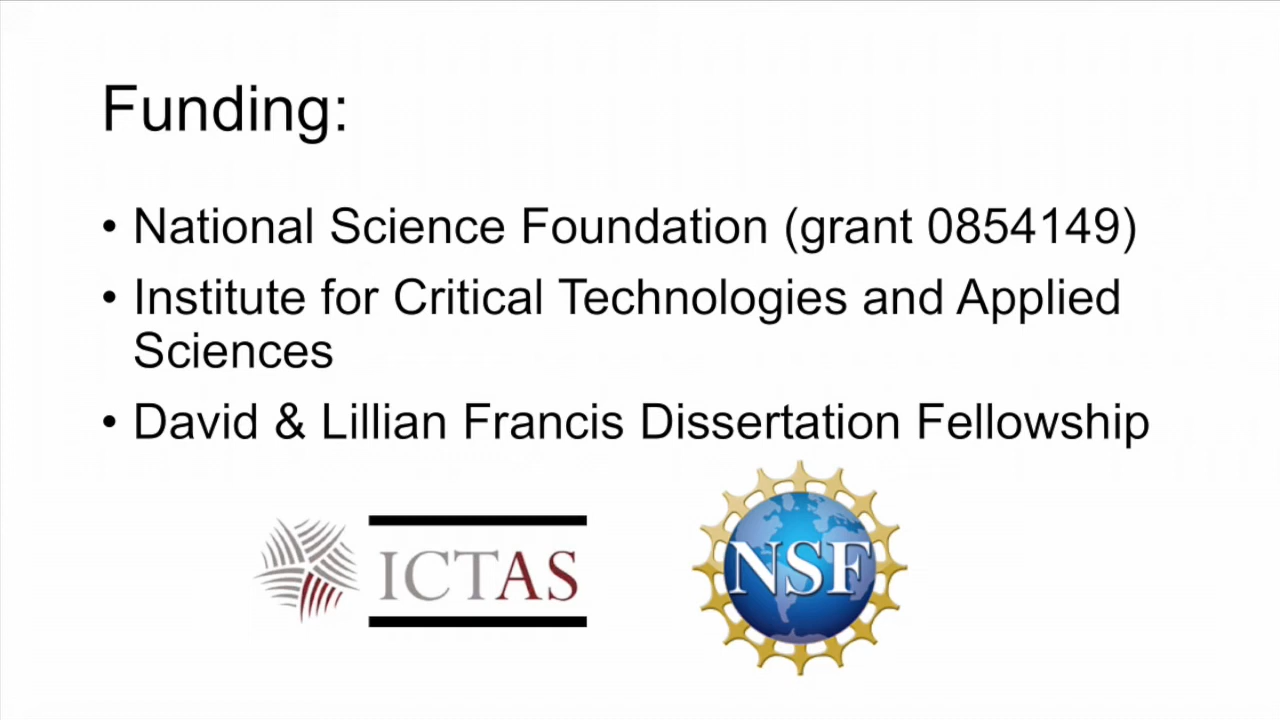 Funding:
• National Science Foundation (grant 0854149)
• Institute for Critical Technologies and Applied
Sciences
• David & Lillian Francis Dissertation Fellowship
ICTAS
NSF